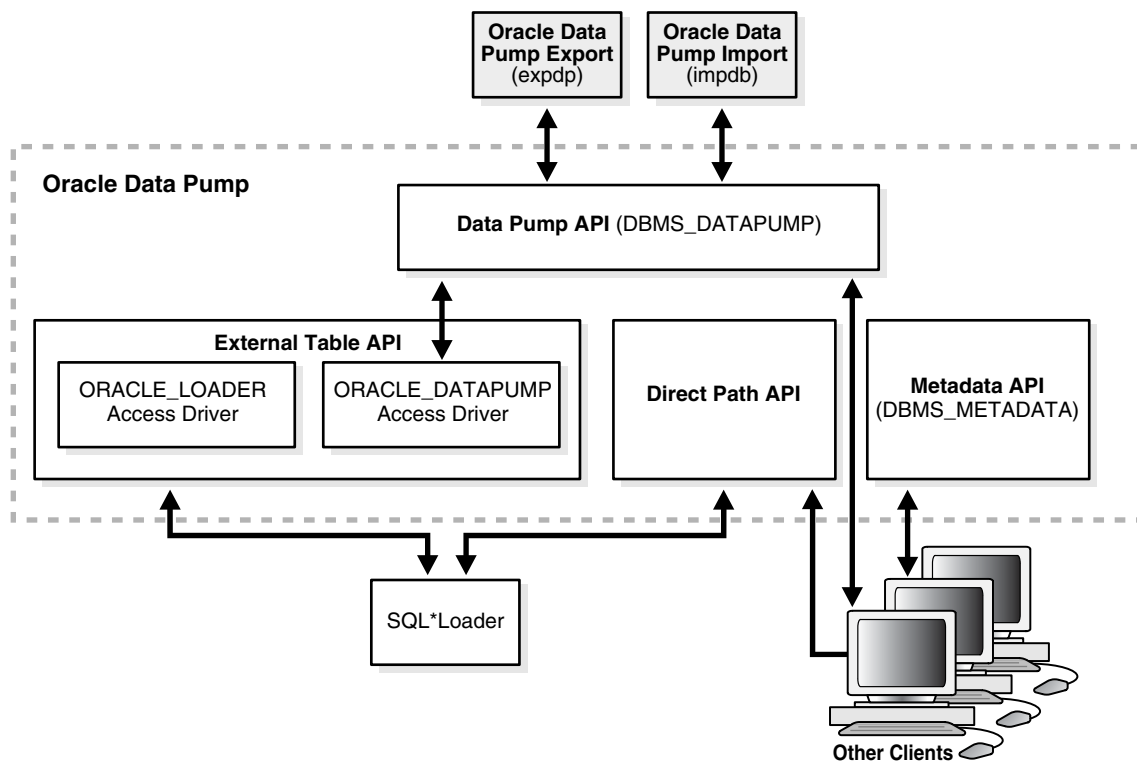 Oracle Data
Pump Export
(expdp)
Oracle Data
Pump Import
(impdb)
Oracle Data Pump
Data Pump API (DBMS_DATAPUMP)
External Table API
ORACLE_LOADER
Access Driver
ORACLE_DATAPUMP
Access Driver
Direct Path API
Metadata API
(DBMS_METADATA)
SQL*Loader
Other Clients